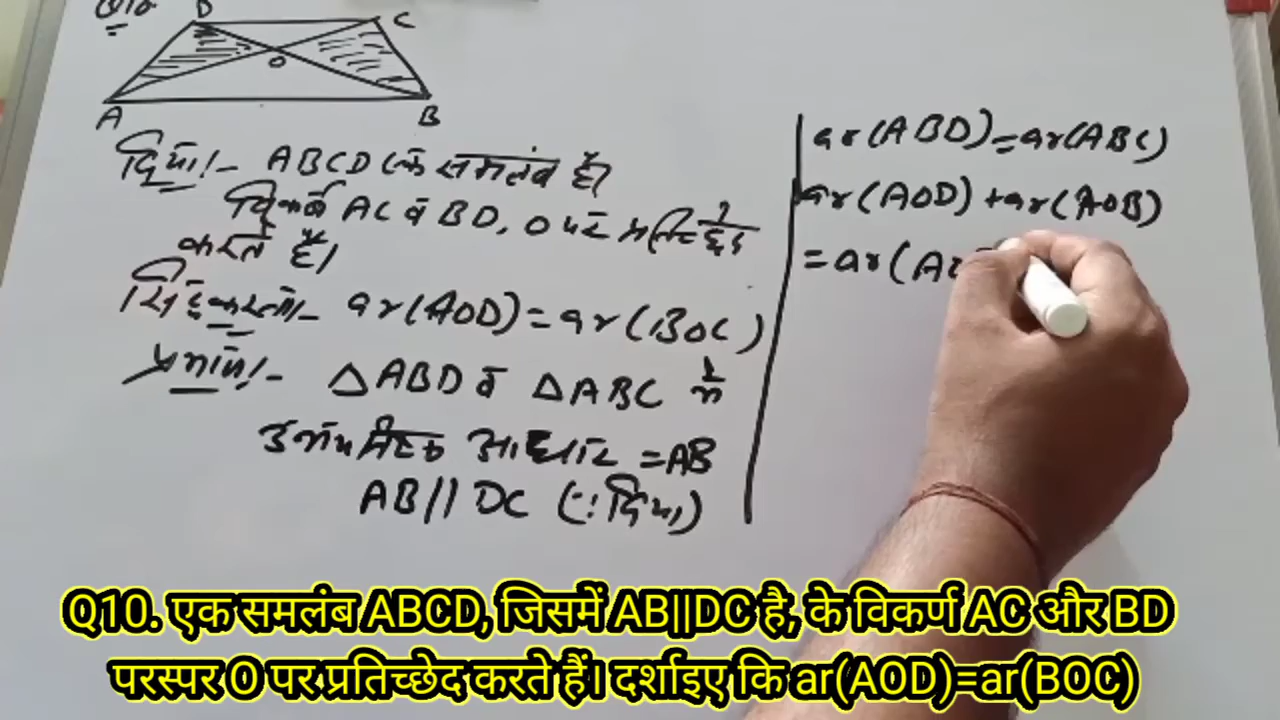 Q10
D C
O
A B
दिया:- ABCD एक समलंब है।
विकर्ण AC व BD, O पर प्रतिच्छेद
करते हैं।
सिद्ध करना:- ar(AOD)=ar(BOC)
प्रमाण:- △ABD व △ABC में
उभयनिष्ठ आधार =AB
AB||DC (∵ दिया)
ar(ABD)=ar(ABC)
ar(AOD)+ar(AOB)
=ar(
Q10. एक समलंब ABCD, जिसमें AB||DC है, के विकर्ण AC और BD
परस्पर O पर प्रतिच्छेद करते हैं। दर्शाइए कि ar(AOD)=ar(BOC)